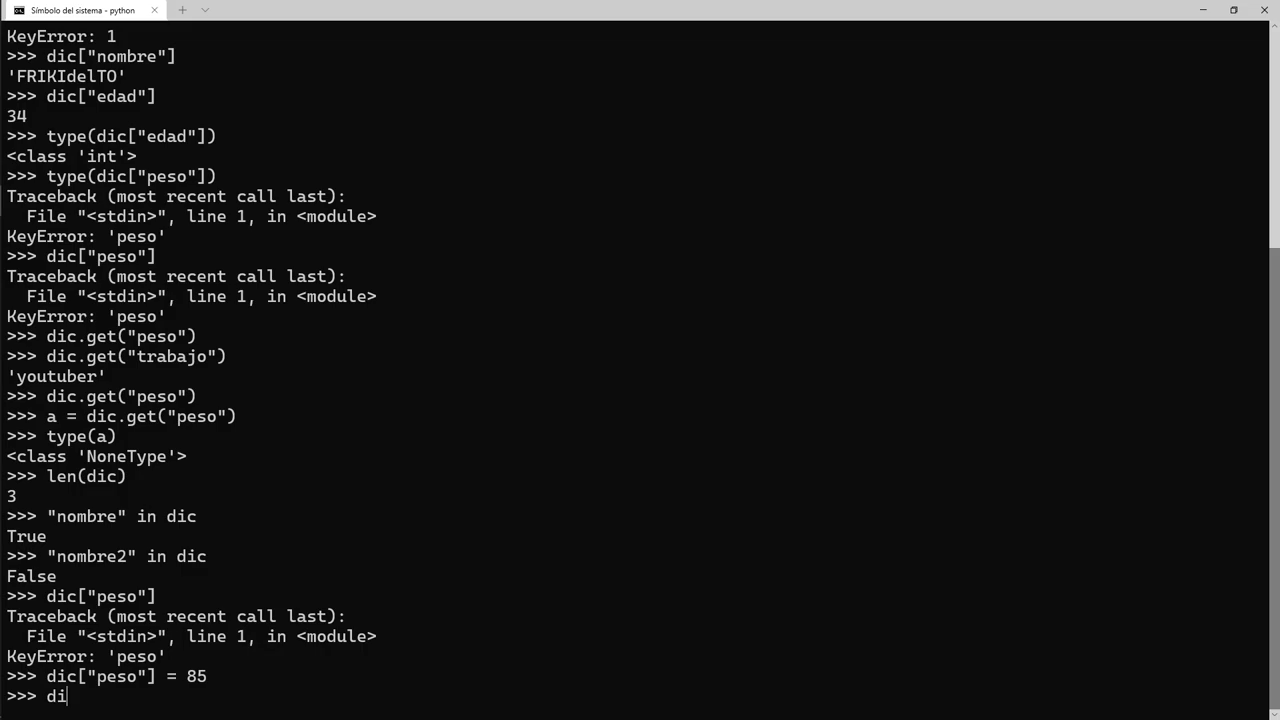 Símbolo del sistema - python
KeyError: 1
>>> dic["nombre"]
'FRIKIdelTO'
>>> dic["edad"]
34
>>> type(dic["edad"])
<class 'int'>
>>> type(dic["peso"])
Traceback (most recent call last):
  File "<stdin>", line 1, in <module>
KeyError: 'peso'
>>> dic["peso"]
Traceback (most recent call last):
  File "<stdin>", line 1, in <module>
KeyError: 'peso'
>>> dic.get("peso")
>>> dic.get("trabajo")
'youtuber'
>>> dic.get("peso")
>>> a = dic.get("peso")
>>> type(a)
<class 'NoneType'>
>>> len(dic)
3
>>> "nombre" in dic
True
>>> "nombre2" in dic
False
>>> dic["peso"]
Traceback (most recent call last):
  File "<stdin>", line 1, in <module>
KeyError: 'peso'
>>> dic["peso"] = 85
>>> di